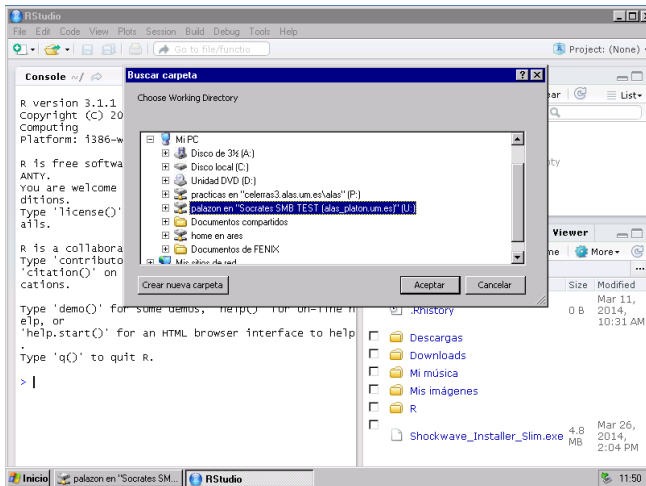 RStudio
File Edit Code View Plots Session Build Debug Tools Help
Go to file/functio
Project: (None)
Console ~/
List
Buscar carpeta
Choose Working Directory
Mi PC
Disco de 3½ (A:)
Disco local (C:)
Unidad DVD (D:)
practicas en "celerras3.alas.um.es\alas" (P:)
palazon en "Socrates SMB TEST (alas_platon.um.es)" (U:)
Documentos compartidos
home en ares
Documentos de FENIX
Mis sitios de red
Crear nueva carpeta
Aceptar
Cancelar
R version 3.1.1
Copyright (C) 20
Computing
Platform: i386-w
R is free softwa
ANTY.
You are welcome
ditions.
Type 'license()'
ails.
R is a collabora
Type 'contributo
'citation()' on
cations.
Type 'demo()' for some demos, 'help()' for on-line h
elp, or
'help.start()' for an HTML browser interface to help
.
Type 'q()' to quit R.
>
Viewer
More
Size Modified
.Rhistory 0 B Mar 11, 2014, 10:31 AM
Descargas
Downloads
Mi música
Mis imágenes
R
Shockwave_Installer_Slim.exe 4.8 MB Mar 26, 2014, 2:04 PM
Inicio
palazon en "Socrates SM...
RStudio
11:50